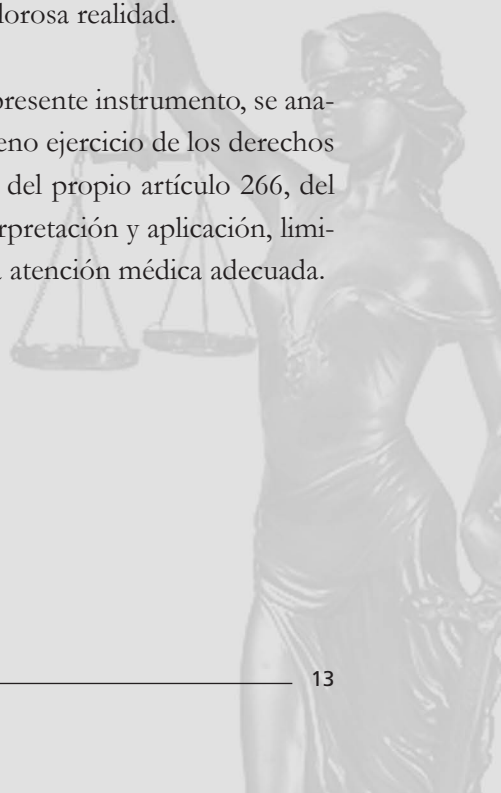 lorosa realidad.
presente instrumento, se ana-
eno ejercicio de los derechos
del propio artículo 266, del
rpretación y aplicación, limi-
atención médica adecuada.
13